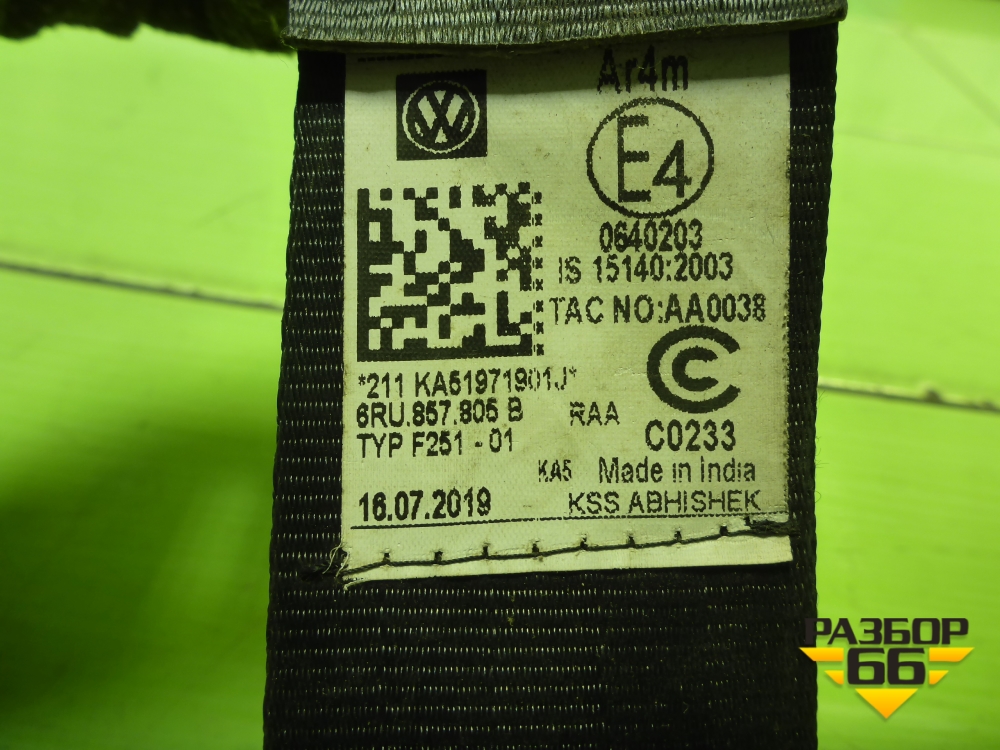 Ar4m
E4
0640203
IS 15140:2003
TAC NO:AA0038
*211 KA51971901J*
6RU.857.805 B RAA
TYP F251 - 01
C0233
KA5 Made in India
16.07.2019 KSS ABHISHEK
РАЗБОР
66